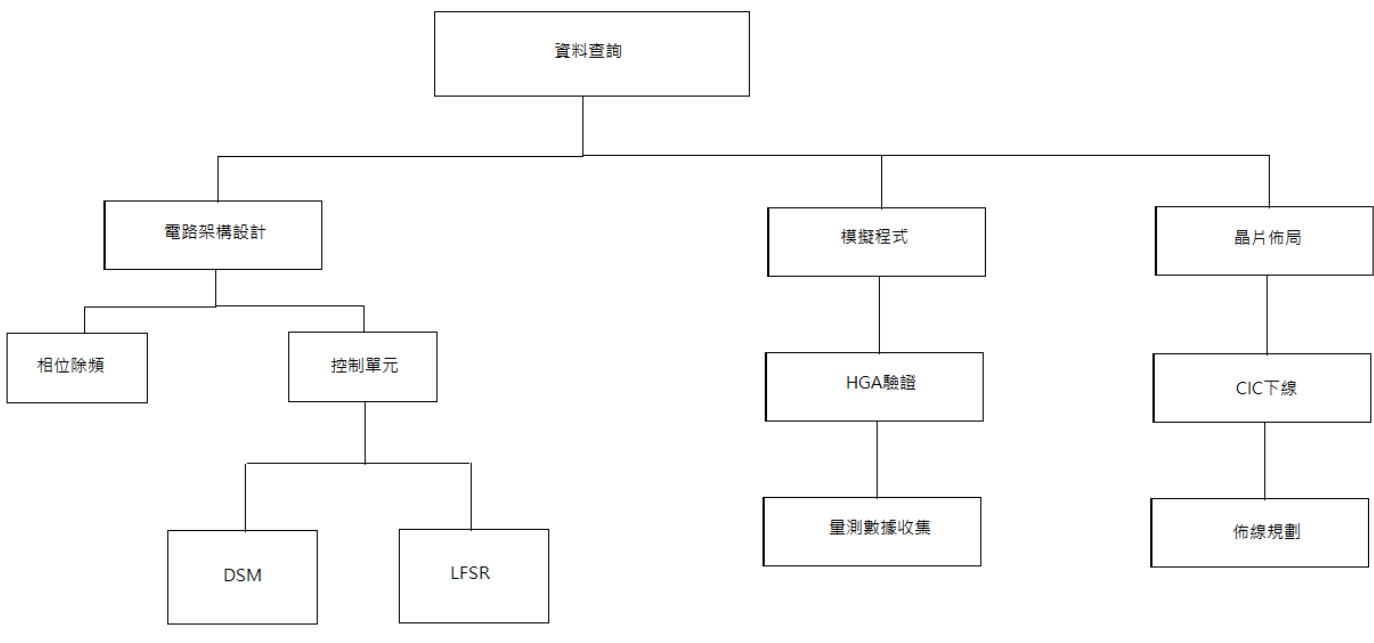 資料查詢
電路架構設計
模擬程式
晶片佈局
相位除頻
控制單元
HGA驗證
CIC下線
DSM
LFSR
量測數據收集
佈線規劃